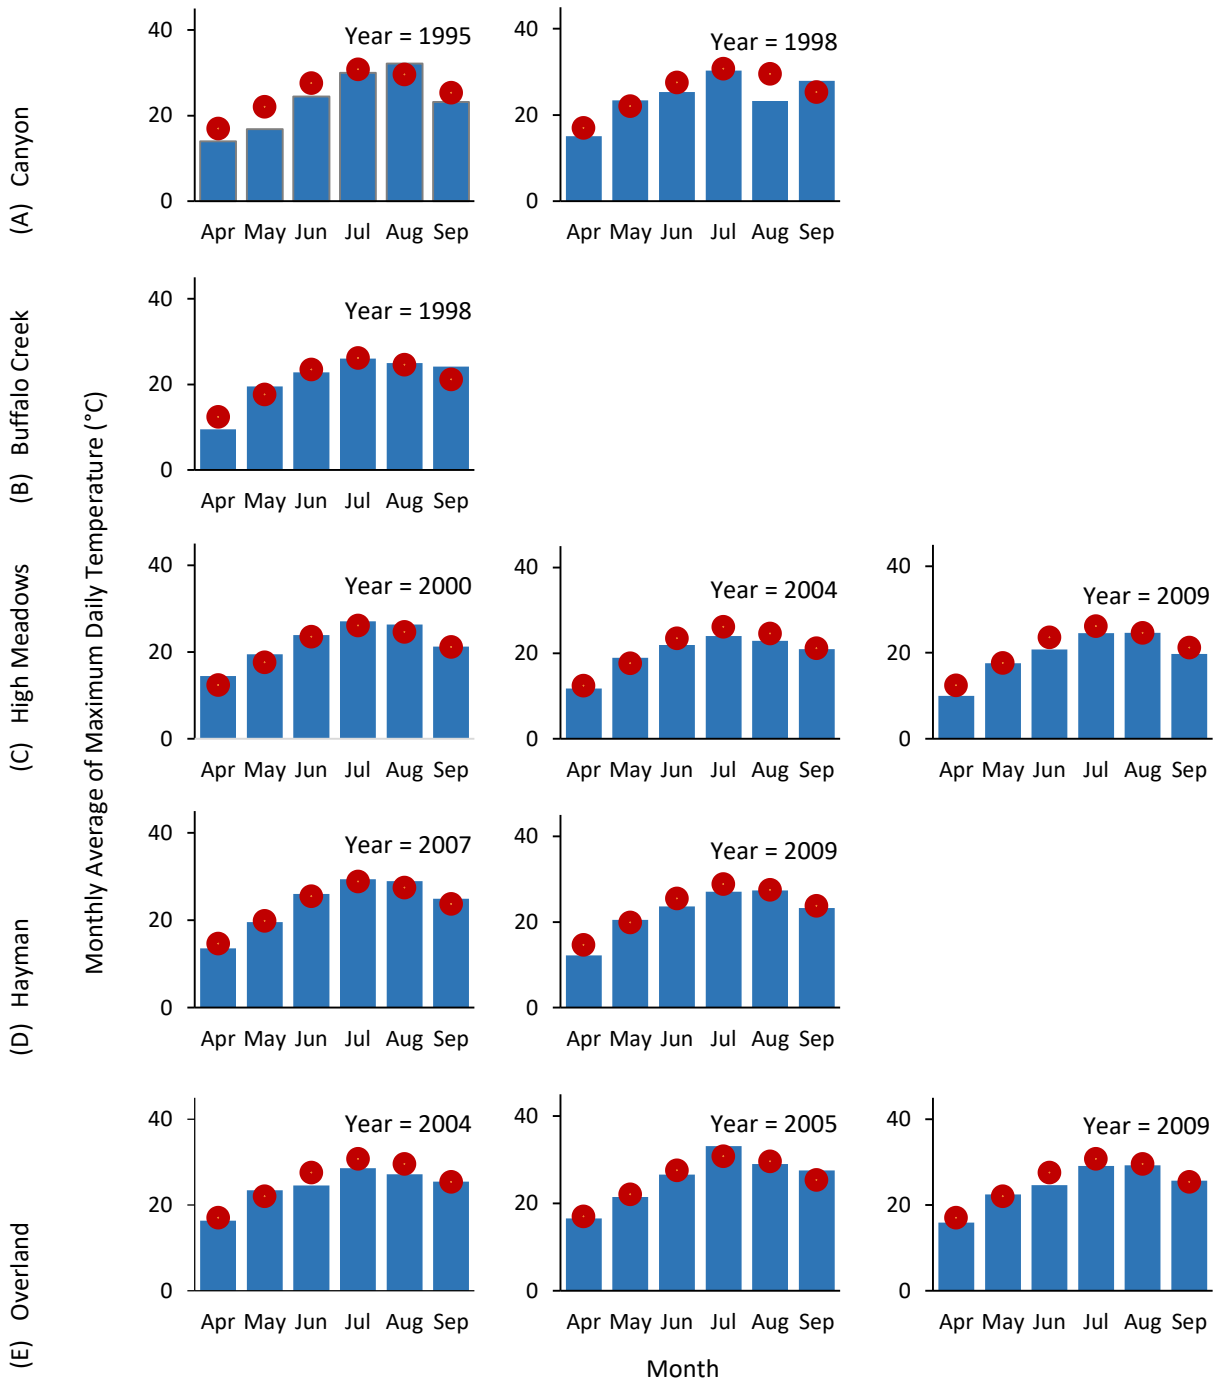 (A) Canyon
40
20
0
Year = 1995
Apr May Jun Jul Aug Sep
40
20
0
Year = 1998
Apr May Jun Jul Aug Sep
(B) Buffalo Creek
40
20
0
Year = 1998
Apr May Jun Jul Aug Sep
Monthly Average of Maximum Daily Temperature (°C)
(C) High Meadows
40
20
0
Year = 2000
Apr May Jun Jul Aug Sep
40
20
0
Year = 2004
Apr May Jun Jul Aug Sep
40
20
0
Year = 2009
Apr May Jun Jul Aug Sep
(D) Hayman
40
20
0
Year = 2007
Apr May Jun Jul Aug Sep
40
20
0
Year = 2009
Apr May Jun Jul Aug Sep
(E) Overland
40
20
0
Year = 2004
Apr May Jun Jul Aug Sep
40
20
0
Year = 2005
Apr May Jun Jul Aug Sep
40
20
0
Year = 2009
Apr May Jun Jul Aug Sep
Month